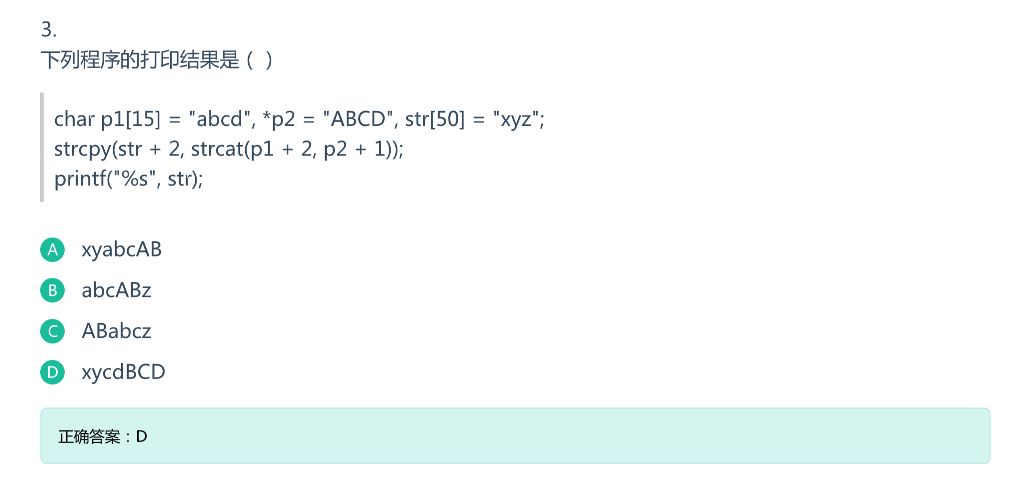 3.
下列程序的打印结果是 ( )
char p1[15] = "abcd", *p2 = "ABCD", str[50] = "xyz";
strcpy(str + 2, strcat(p1 + 2, p2 + 1));
printf("%s", str);
A xyabcAB
B abcABz
C ABabcz
D xycdBCD
正确答案：D